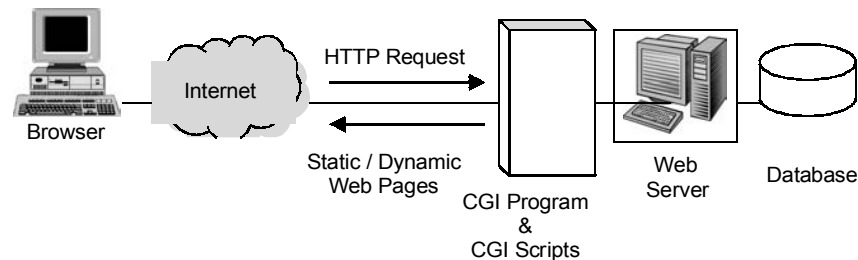 HTTP Request
Internet
Browser
Static / Dynamic
Web Pages
CGI Program
&
CGI Scripts
Web
Server
Database